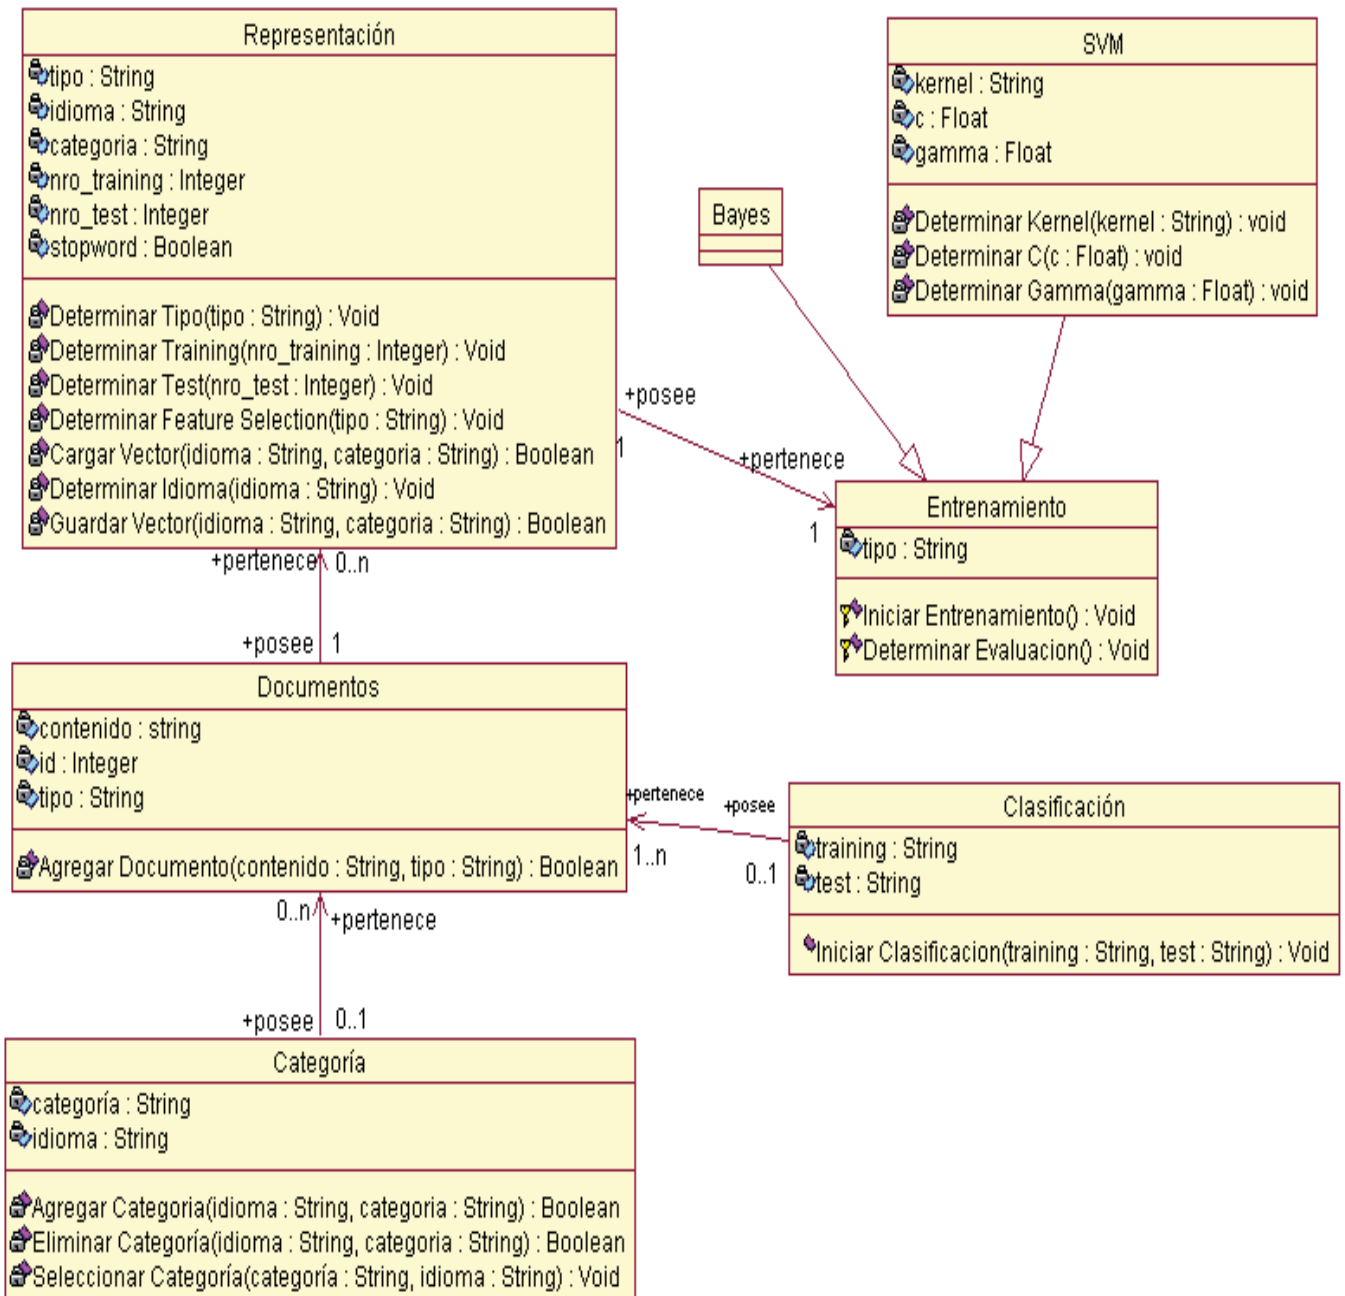 Representación
tipo : String
idioma : String
categoria : String
nro_training : Integer
nro_test : Integer
stopword : Boolean
Determinar Tipo(tipo : String) : Void
Determinar Training(nro_training : Integer) : Void
Determinar Test(nro_test : Integer) : Void
Determinar Feature Selection(tipo : String) : Void
Cargar Vector(idioma : String, categoria : String) : Boolean
Determinar Idioma(idioma : String) : Void
Guardar Vector(idioma : String, categoria : String) : Boolean
SVM
kernel : String
c : Float
gamma : Float
Determinar Kernel(kernel : String) : void
Determinar C(c : Float) : void
Determinar Gamma(gamma : Float) : void
Bayes
+posee
1
+pertenece
1
Entrenamiento
tipo : String
Iniciar Entrenamiento() : Void
Determinar Evaluacion() : Void
+pertenece 0..n
+posee 1
Documentos
contenido : string
id : Integer
tipo : String
Agregar Documento(contenido : String, tipo : String) : Boolean
+pertenece +posee
1..n 0..1
Clasificación
training : String
test : String
Iniciar Clasificacion(training : String, test : String) : Void
0..n +pertenece
+posee 0..1
Categoría
categoría : String
idioma : String
Agregar Categoria(idioma : String, categoria : String) : Boolean
Eliminar Categoría(idioma : String, categoria : String) : Boolean
Seleccionar Categoría(categoría : String, idioma : String) : Void